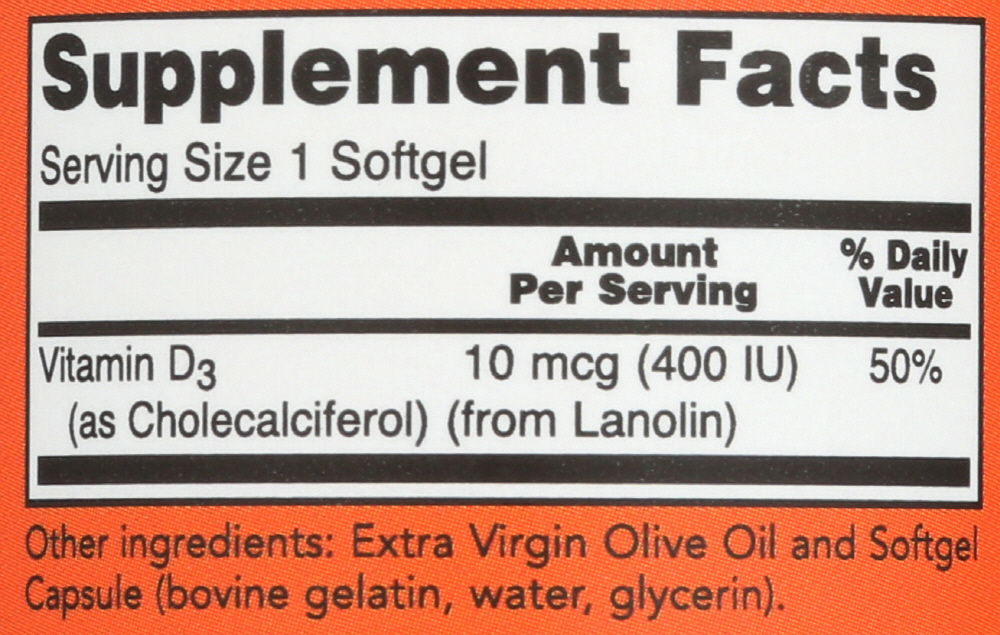 Supplement Facts
Serving Size 1 Softgel
Amount Per Serving % Daily Value
Vitamin D3 10 mcg (400 IU) 50%
(as Cholecalciferol) (from Lanolin)
Other ingredients: Extra Virgin Olive Oil and Softgel
Capsule (bovine gelatin, water, glycerin).